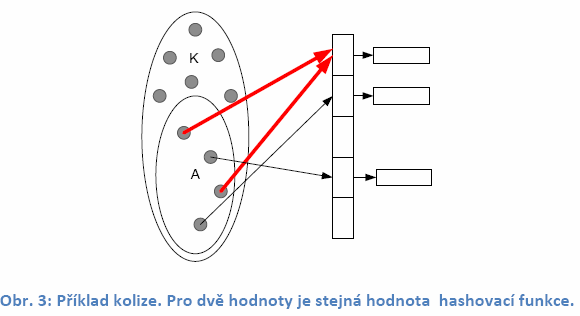 K
A
Obr. 3: Příklad kolize. Pro dvě hodnoty je stejná hodnota  hashovací funkce.